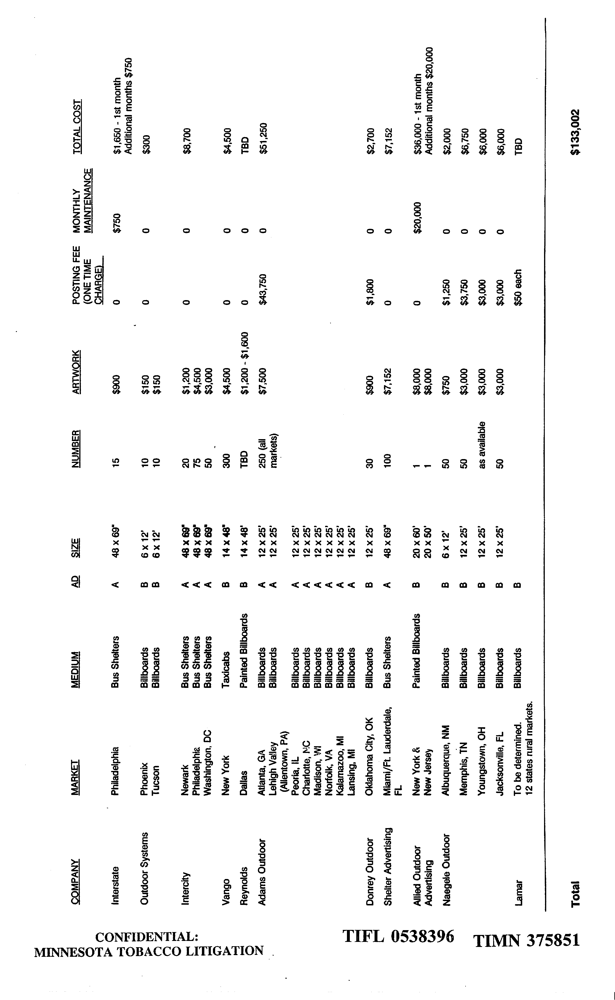 COMPANY MARKET MEDIUM AD SIZE NUMBER ARTWORK POSTING FEE (ONE TIME CHARGE) MONTHLY MAINTENANCE TOTAL COST
Interstate Philadelphia Bus Shelters A 48 x 69" 15 $900 0 $750 $1,650 - 1st month
Additional months $750
Outdoor Systems Phoenix Billboards B 6 x 12' 10 $150 0 0 $300
Tucson Billboards B 6 x 12' 10 $150
Intercity Newark Bus Shelters A 48 x 69" 20 $1,200 0 0 $8,700
Philadelphia Bus Shelters A 48 x 69" 75 $4,500
Washington, DC Bus Shelters A 48 x 69" 50 $3,000
Vango New York Taxicabs B 14 x 48" 300 $4,500 0 0 $4,500
Reynolds Dallas Painted Billboards B 14 x 48' TBD $1,200 - $1,600 0 0 TBD
Adams Outdoor Atlanta, GA Billboards A 12 x 25' 250 (all $7,500 $43,750 0 $51,250
Lehigh Valley Billboards A 12 x 25' markets)
(Allentown, PA)
Peoria, IL Billboards A 12 x 25'
Charlotte, NC Billboards A 12 x 25'
Madison, WI Billboards A 12 x 25'
Norfolk, VA Billboards A 12 x 25'
Kalamazoo, MI Billboards A 12 x 25'
Lansing, MI Billboards A 12 x 25'
Donrey Outdoor Oklahoma City, OK Billboards B 12 x 25' 30 $900 $1,800 0 $2,700
Shelter Advertising Miami/Ft. Lauderdale, Bus Shelters A 48 x 69" 100 $7,152 0 0 $7,152
FL
Allied Outdoor New York & Painted Billboards B 20 x 60' 1 $8,000 0 $20,000 $36,000 - 1st month
Advertising New Jersey 20 x 50' 1 $8,000 Additional months $20,000
Naegele Outdoor Albuquerque, NM Billboards B 6 x 12' 50 $750 $1,250 0 $2,000
Memphis, TN Billboards B 12 x 25' 50 $3,000 $3,750 0 $6,750
Youngstown, OH Billboards B 12 x 25' as available $3,000 $3,000 0 $6,000
Jacksonville, FL Billboards B 12 x 25' 50 $3,000 $3,000 0 $6,000
Lamar To be determined. Billboards B $50 each TBD
12 states rural markets.
Total $133,002
CONFIDENTIAL:
MINNESOTA TOBACCO LITIGATION
TIFL 0538396
TIMN 375851